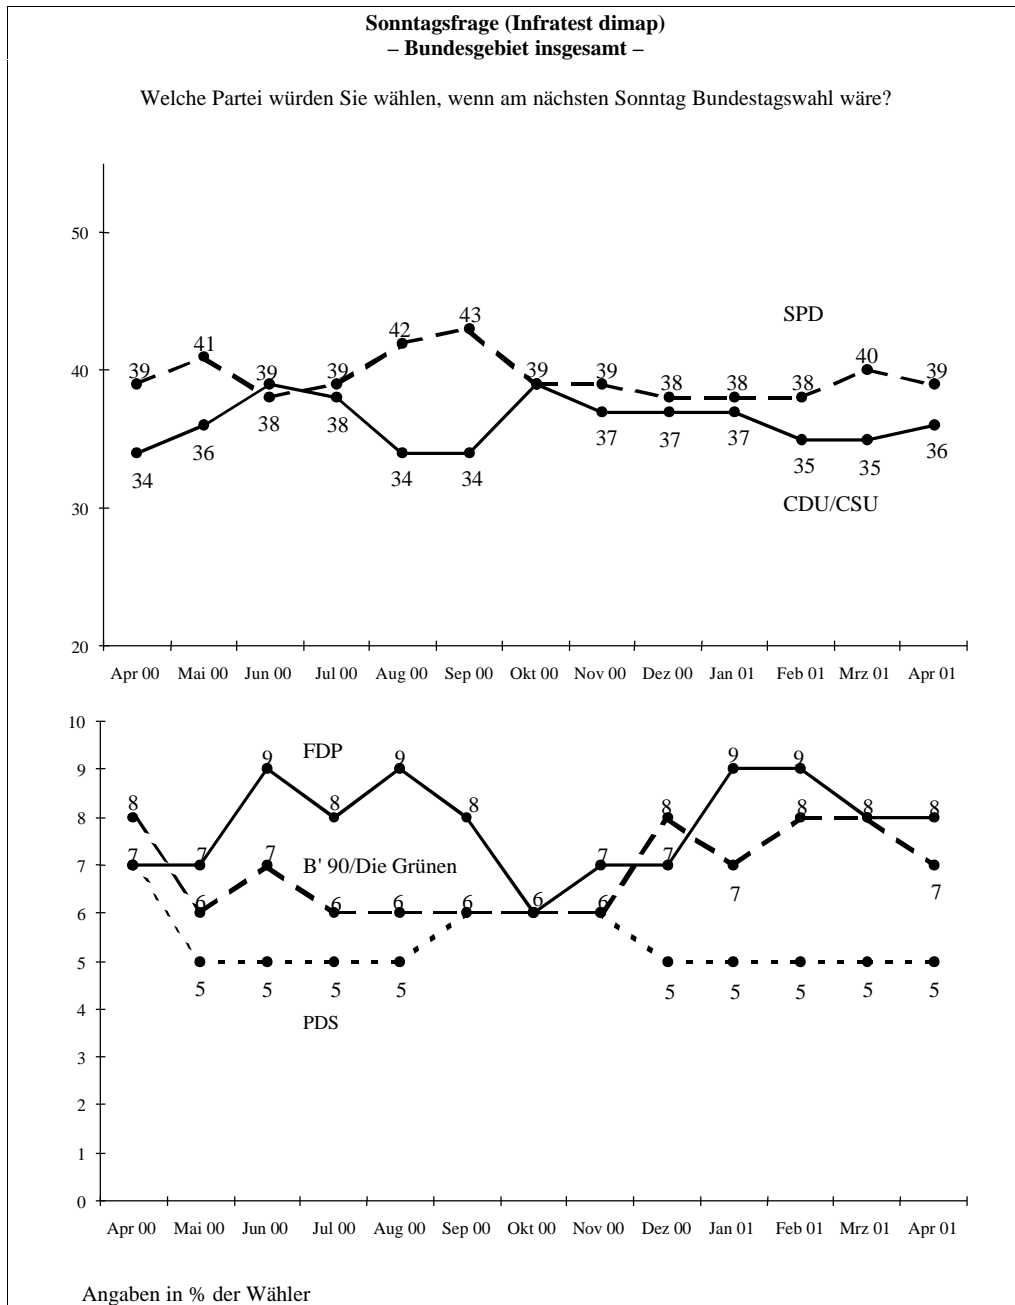 Sonntagsfrage (Infratest dimap)
– Bundesgebiet insgesamt –
Welche Partei würden Sie wählen, wenn am nächsten Sonntag Bundestagswahl wäre?
50
40
30
20
39 41 39 39 42 43 39 39 38 38 38 40 39
34 36 38 38 34 34 37 37 37 35 35 36
SPD
CDU/CSU
Apr 00 Mai 00 Jun 00 Jul 00 Aug 00 Sep 00 Okt 00 Nov 00 Dez 00 Jan 01 Feb 01 Mrz 01 Apr 01
10
9
8
7
6
5
4
3
2
1
0
FDP
9 9 9 9
8 8 8 8 8 8 8
B' 90/Die Grünen
7 7 7 7 7 7 7
6 6 6 6 6 6
5 5 5 5 5 5 5 5 5
PDS
Apr 00 Mai 00 Jun 00 Jul 00 Aug 00 Sep 00 Okt 00 Nov 00 Dez 00 Jan 01 Feb 01 Mrz 01 Apr 01
Angaben in % der Wähler